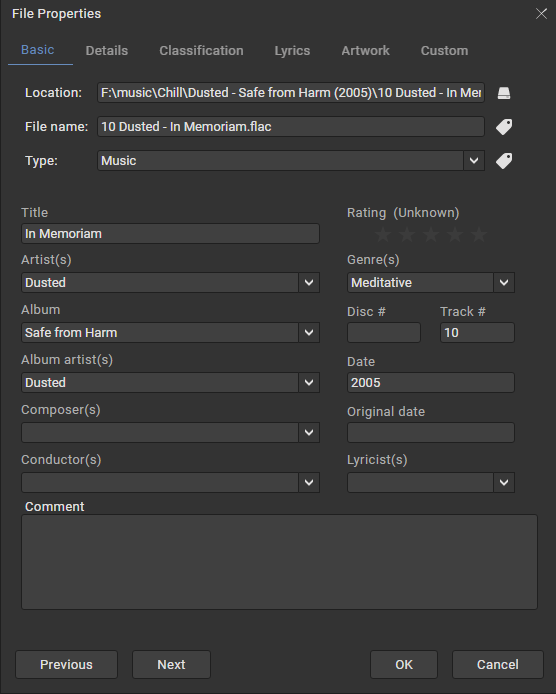 File Properties
Basic Details Classification Lyrics Artwork Custom
Location: F:\music\Chill\Dusted - Safe from Harm (2005)\10 Dusted - In Mer
File name: 10 Dusted - In Memoriam.flac
Type: Music
Title Rating (Unknown)
In Memoriam
Artist(s) Genre(s)
Dusted Meditative
Album Disc # Track #
Safe from Harm 10
Album artist(s) Date
Dusted 2005
Composer(s) Original date
Conductor(s) Lyricist(s)
Comment
Previous Next OK Cancel